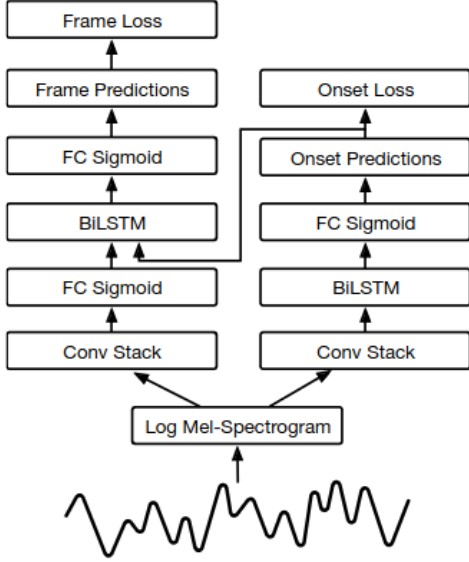 Frame Loss
Frame Predictions
Onset Loss
FC Sigmoid
Onset Predictions
BiLSTM
FC Sigmoid
FC Sigmoid
BiLSTM
Conv Stack
Conv Stack
Log Mel-Spectrogram